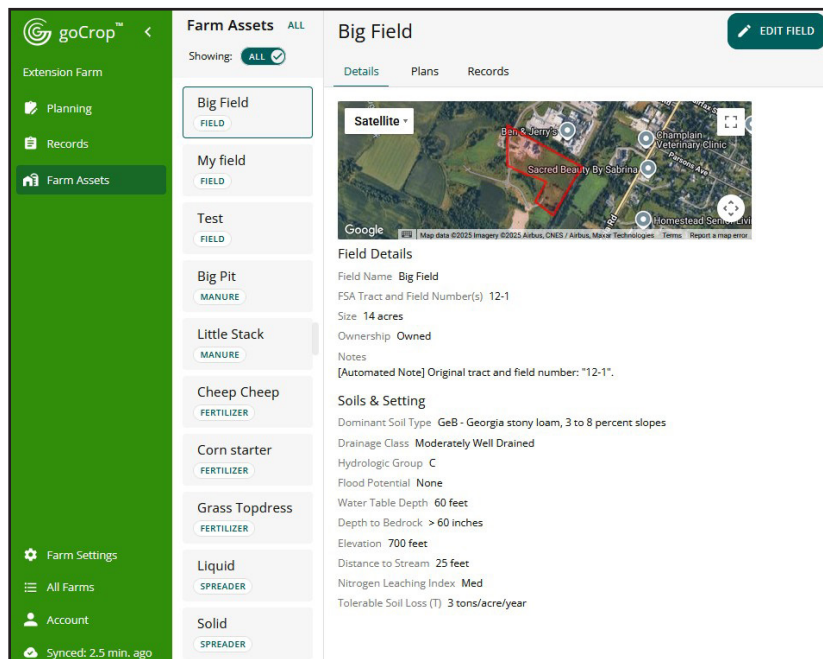 goCrop™
Extension Farm
Planning
Records
Farm Assets
Farm Settings
All Farms
Account
Synced: 2.5 min. ago
Farm Assets ALL
Showing: ALL
Big Field
FIELD
My field
FIELD
Test
FIELD
Big Pit
MANURE
Little Stack
MANURE
Cheep Cheep
FERTILIZER
Corn starter
FERTILIZER
Grass Topdress
FERTILIZER
Liquid
SPREADER
Solid
SPREADER
Big Field
EDIT FIELD
Details Plans Records
Satellite
Ben & Jerry's
Champlain
Veterinary Clinic
Parsons Ave
Sacred Beauty By Sabrina
Rd
Homestead Senior Livi
Google
Map data ©2025 Imagery ©2025 Airbus, CNES / Airbus, Maxar Technologies Terms Report a map error
Field Details
Field Name Big Field
FSA Tract and Field Number(s) 12-1
Size 14 acres
Ownership Owned
Notes
[Automated Note] Original tract and field number: "12-1".
Soils & Setting
Dominant Soil Type GeB - Georgia stony loam, 3 to 8 percent slopes
Drainage Class Moderately Well Drained
Hydrologic Group C
Flood Potential None
Water Table Depth 60 feet
Depth to Bedrock > 60 inches
Elevation 700 feet
Distance to Stream 25 feet
Nitrogen Leaching Index Med
Tolerable Soil Loss (T) 3 tons/acre/year